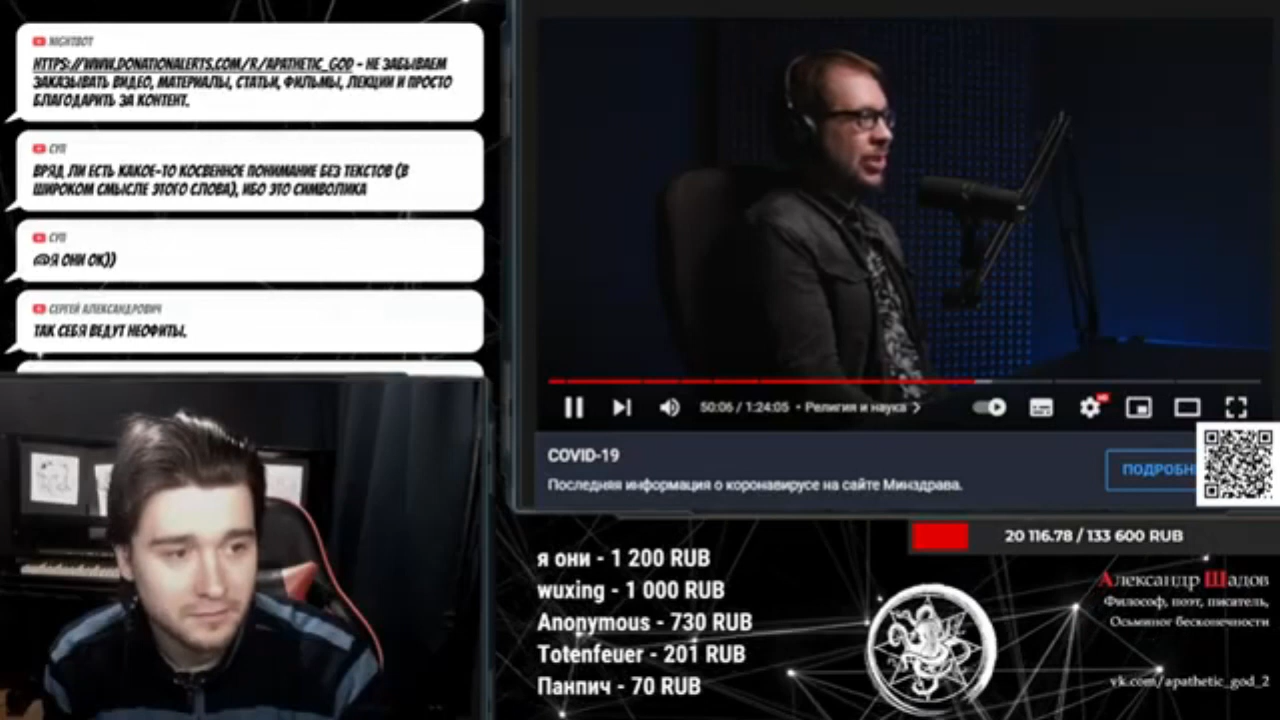 NIGHTBOT
HTTPS://WWW.DONATIONALERTS.COM/R/APATHETIC_GOD - НЕ ЗАБЫВАЕМ
ЗАКАЗЫВАТЬ ВИДЕО, МАТЕРИАЛЫ, СТАТЬИ, ФИЛЬМЫ, ЛЕКЦИИ И ПРОСТО
БЛАГОДАРИТЬ ЗА КОНТЕНТ.
СУП
ВРЯД ЛИ ЕСТЬ КАКОЕ-ТО КОСВЕННОЕ ПОНИМАНИЕ БЕЗ ТЕКСТОВ (В
ШИРОКОМ СМЫСЛЕ ЭТОГО СЛОВА), ИБО ЭТО СИМВОЛИКА
СУП
@Я ОНИ ОК))
СЕРГЕЙ АЛЕКСАНДРОВИЧ
ТАК СЕБЯ ВЕДУТ НЕОФИТЫ.
50:06 / 1:24:05 • Религия и наука
COVID-19
Последняя информация о коронавирусе на сайте Минздрава.
ПОДРОБН
20 116.78 / 133 600 RUB
я они - 1 200 RUB
wuxing - 1 000 RUB
Anonymous - 730 RUB
Totenfeuer - 201 RUB
Панпич - 70 RUB
Александр Шадов
Философ, поэт, писатель,
Осьминог бесконечности
vk.com/apathetic_god_2